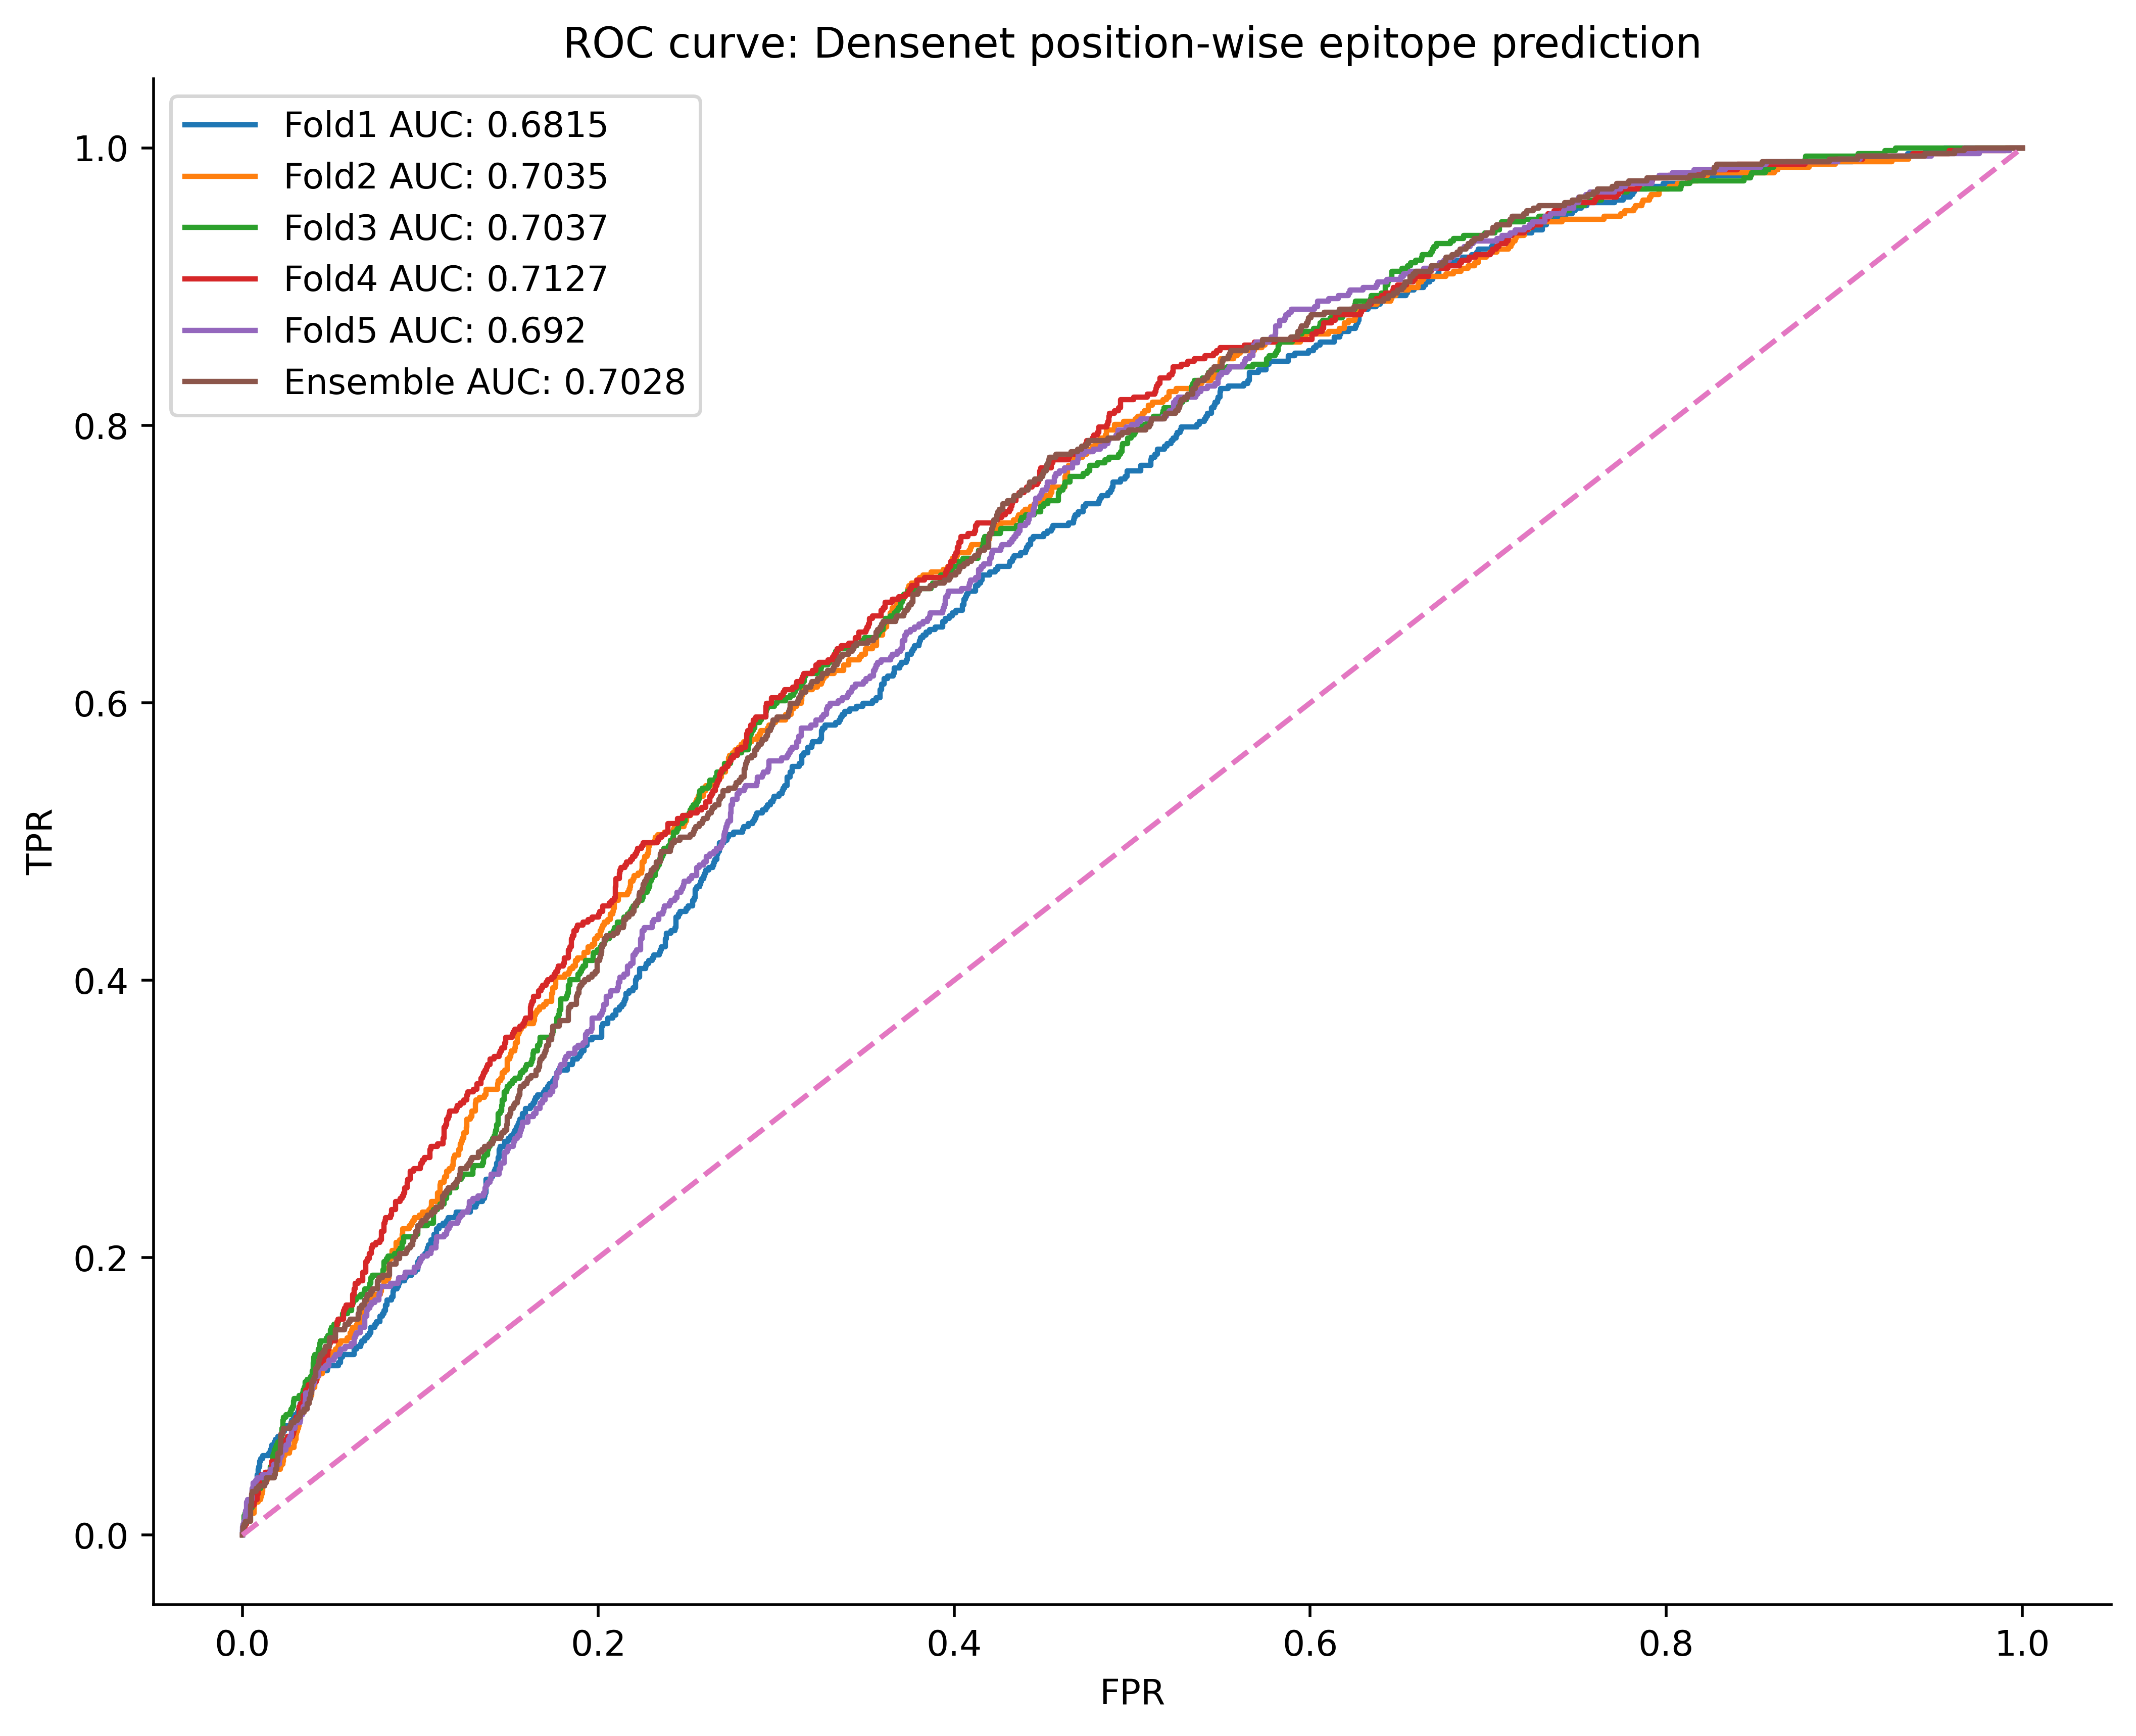 ROC curve: Densenet position-wise epitope prediction
Fold1 AUC: 0.6815
Fold2 AUC: 0.7035
Fold3 AUC: 0.7037
Fold4 AUC: 0.7127
Fold5 AUC: 0.692
Ensemble AUC: 0.7028
1.0
0.8
0.6
0.4
0.2
0.0
TPR
0.0 0.2 0.4 0.6 0.8 1.0
FPR